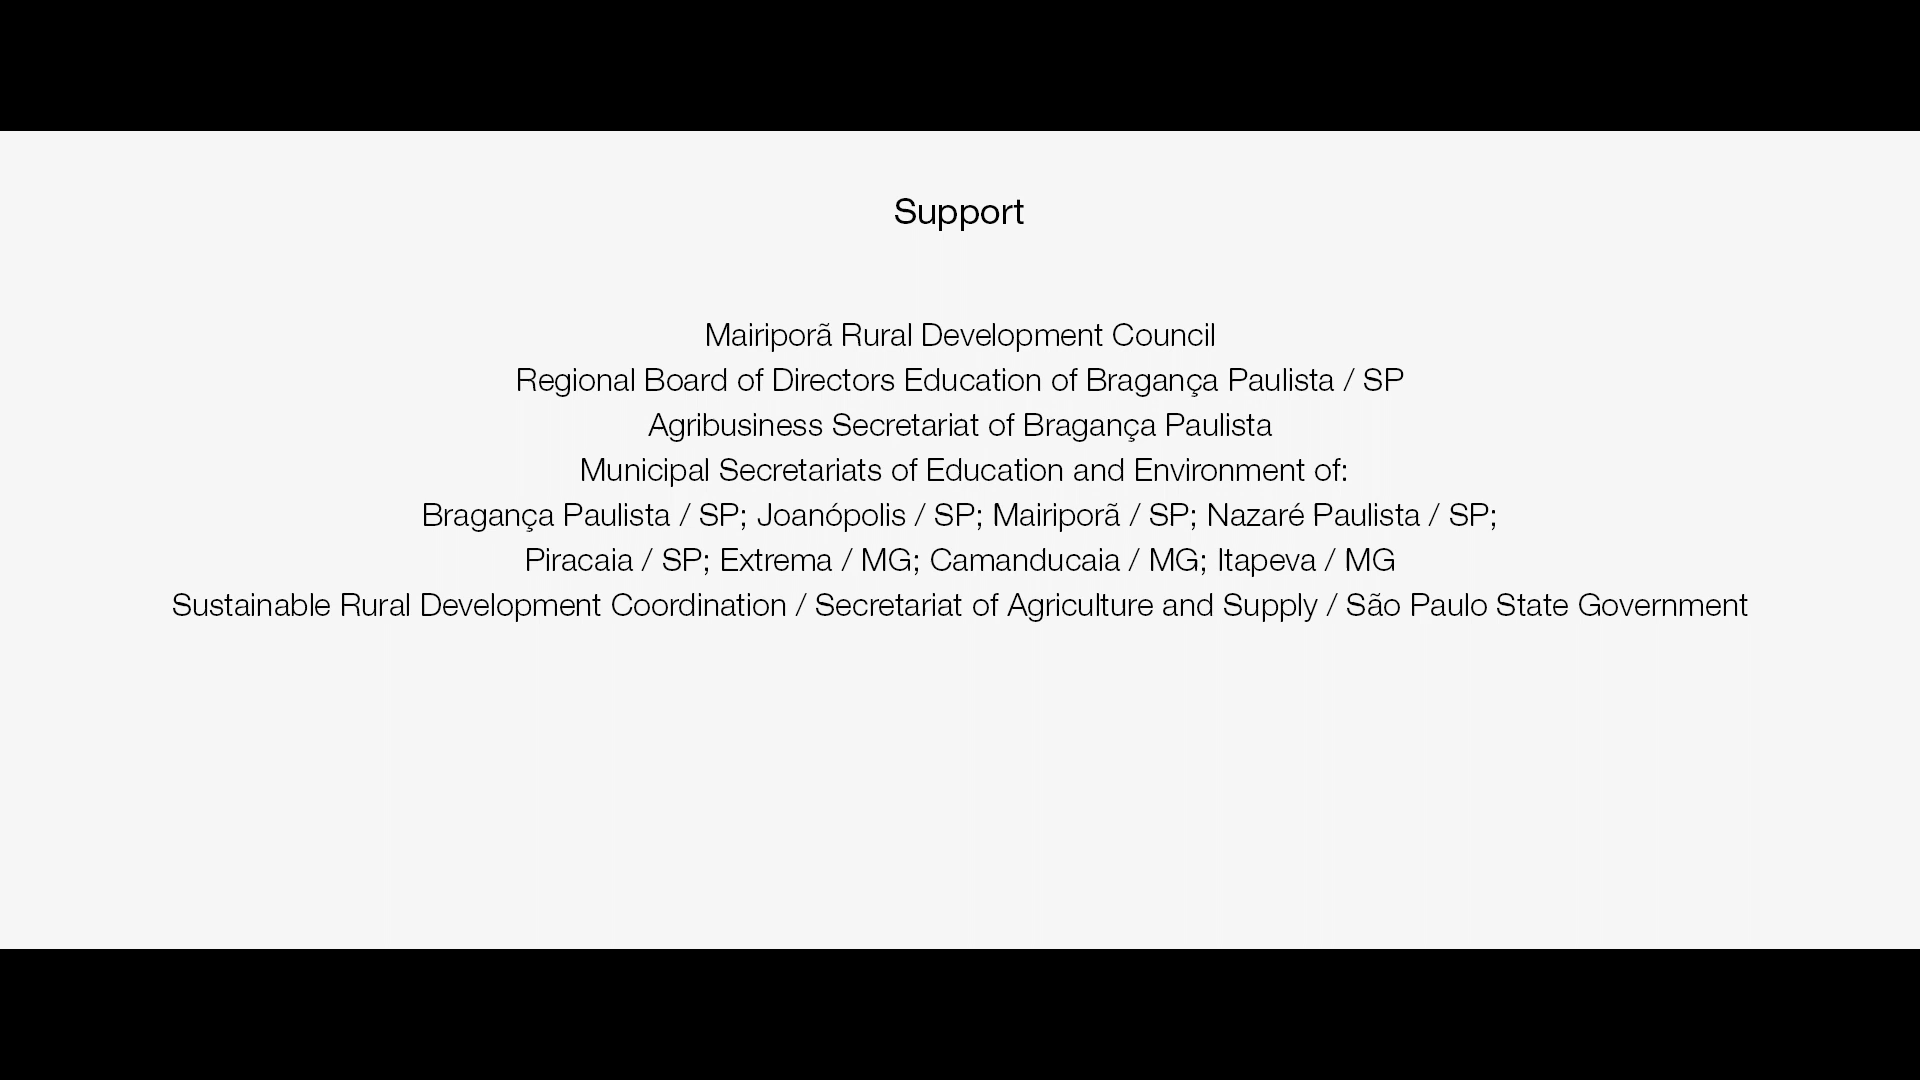 Support
Mairiporã Rural Development Council
Regional Board of Directors Education of Bragança Paulista / SP
Agribusiness Secretariat of Bragança Paulista
Municipal Secretariats of Education and Environment of:
Bragança Paulista / SP; Joanópolis / SP; Mairiporã / SP; Nazaré Paulista / SP;
Piracaia / SP; Extrema / MG; Camanducaia / MG; Itapeva / MG
Sustainable Rural Development Coordination / Secretariat of Agriculture and Supply / São Paulo State Government